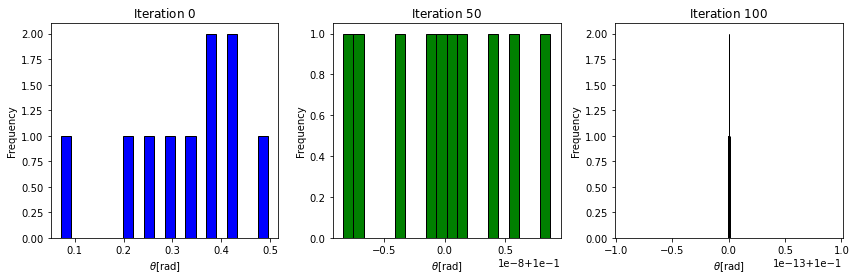 Iteration 0
Frequency
2.00
1.75
1.50
1.25
1.00
0.75
0.50
0.25
0.00
0.1 0.2 0.3 0.4 0.5
θ[rad]
Iteration 50
Frequency
1.0
0.8
0.6
0.4
0.2
0.0
−0.5 0.0 0.5
1e−8+1e−1
θ[rad]
Iteration 100
Frequency
2.00
1.75
1.50
1.25
1.00
0.75
0.50
0.25
0.00
−1.0 −0.5 0.0 0.5 1.0
1e−13+1e−1
θ[rad]